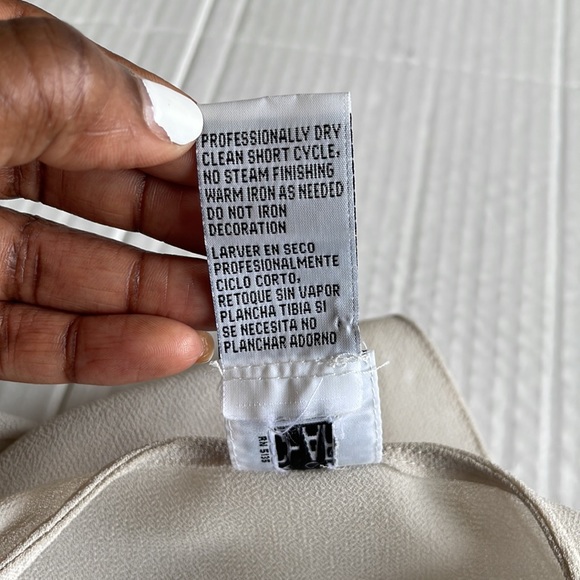 PROFESSIONALLY DRY
CLEAN SHORT CYCLE,
NO STEAM FINISHING
WARM IRON AS NEEDED
DO NOT IRON
DECORATION
LARVER EN SECO
PROFESIONALMENTE
CICLO CORTO,
RETOQUE SIN VAPOR
PLANCHA TIBIA SI
SE NECESITA NO
PLANCHAR ADORNO